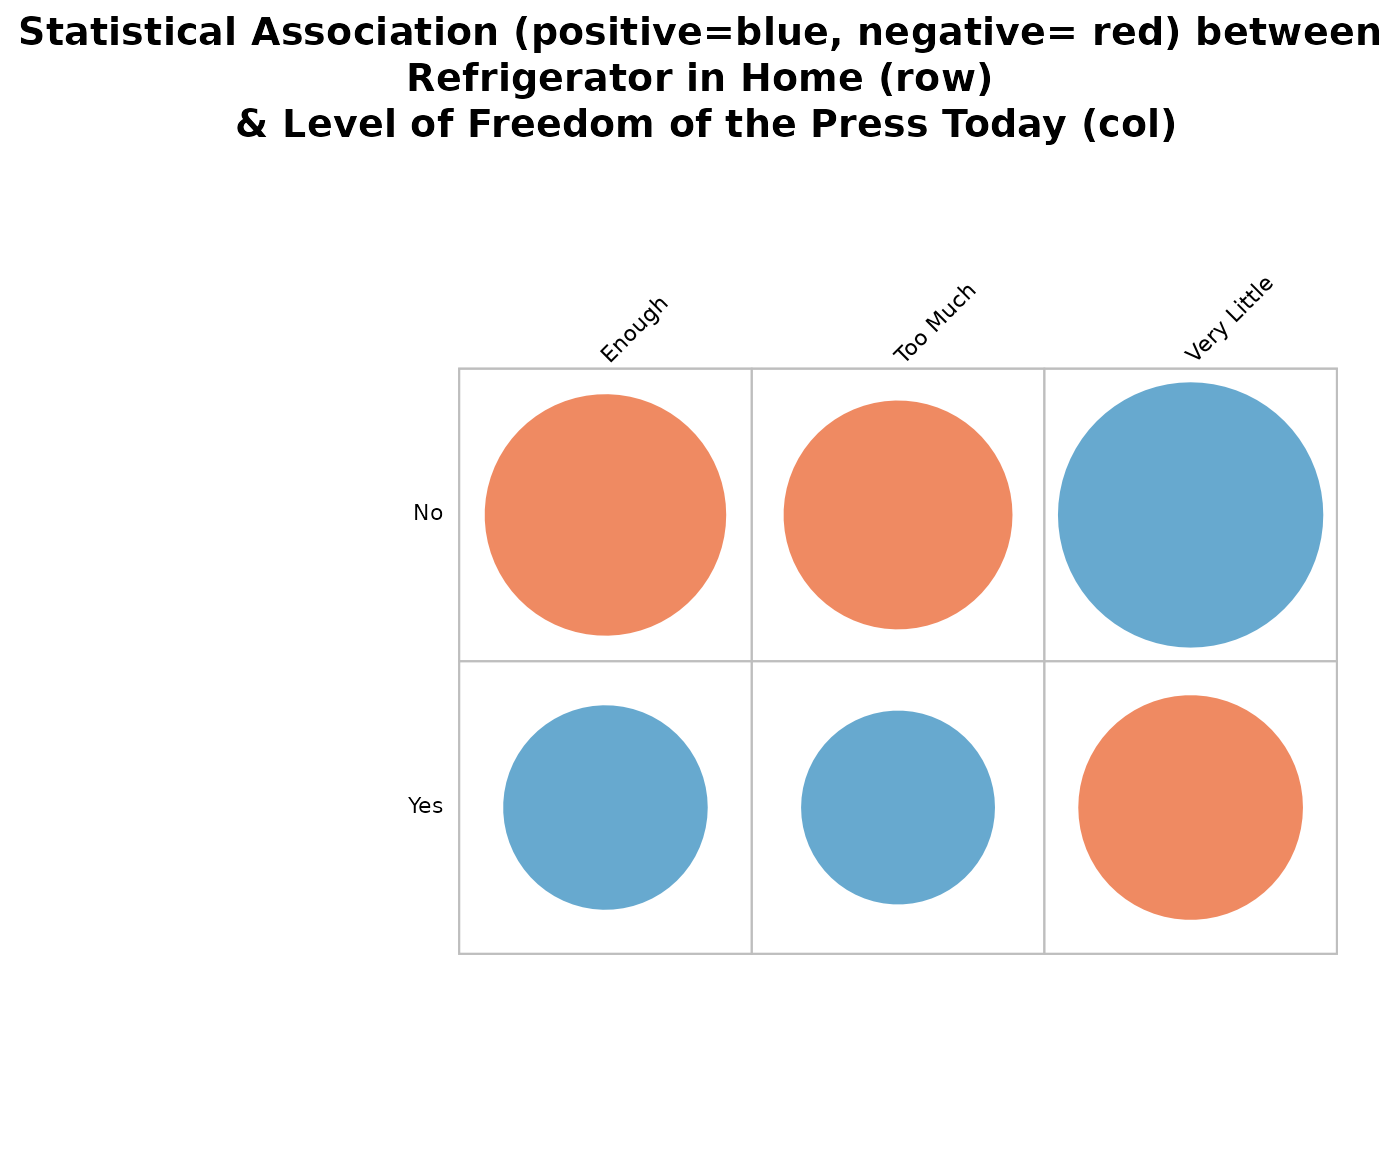 Statistical Association (positive=blue, negative= red) between
Refrigerator in Home (row)
& Level of Freedom of the Press Today (col)
Enough
Too Much
Very Little
No
Yes